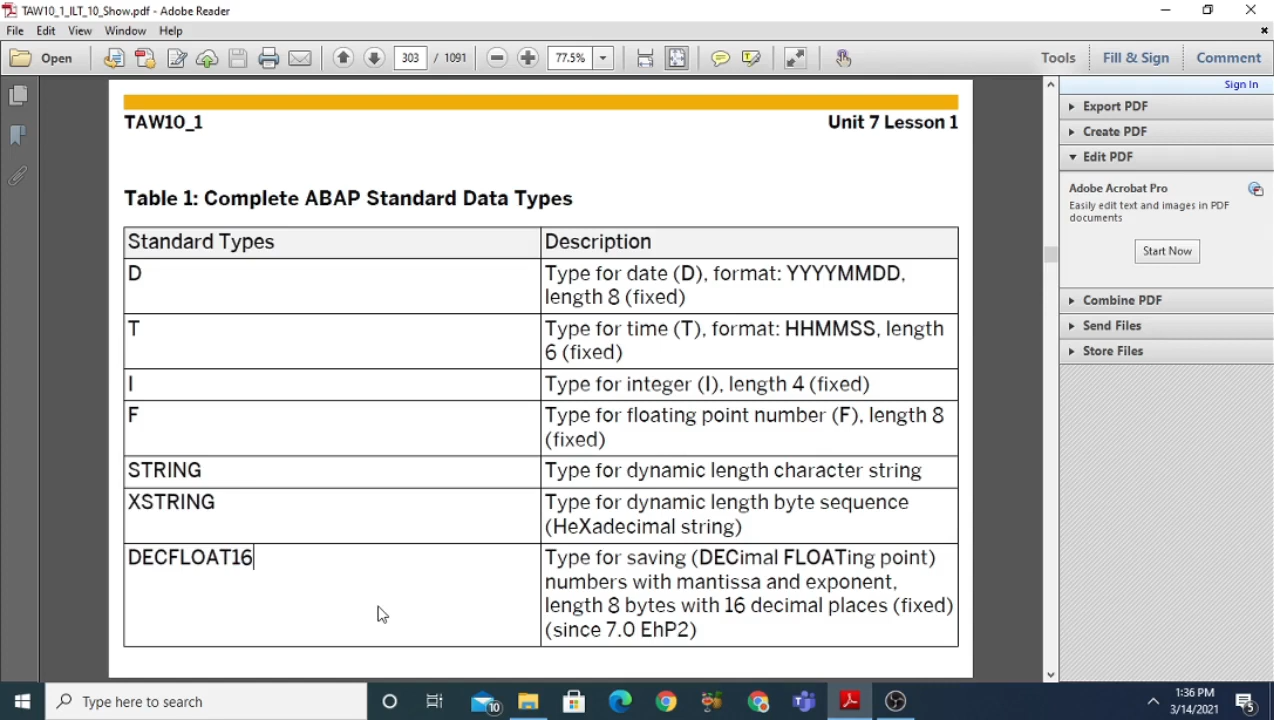 TAW10_1_ILT_10_Show.pdf - Adobe Reader
File Edit View Window Help
Open 303 / 1091 77.5% Tools Fill & Sign Comment
Sign In
Export PDF
Create PDF
Edit PDF
Adobe Acrobat Pro
Easily edit text and images in PDF
documents
Start Now
Combine PDF
Send Files
Store Files
TAW10_1 Unit 7 Lesson 1
Table 1: Complete ABAP Standard Data Types
Standard Types Description
D Type for date (D), format: YYYYMMDD,
length 8 (fixed)
T Type for time (T), format: HHMMSS, length
6 (fixed)
I Type for integer (I), length 4 (fixed)
F Type for floating point number (F), length 8
(fixed)
STRING Type for dynamic length character string
XSTRING Type for dynamic length byte sequence
(HeXadecimal string)
DECFLOAT16 Type for saving (DECimal FLOATing point)
numbers with mantissa and exponent,
length 8 bytes with 16 decimal places (fixed)
(since 7.0 EhP2)
Type here to search
10
1:36 PM
3/14/2021
5